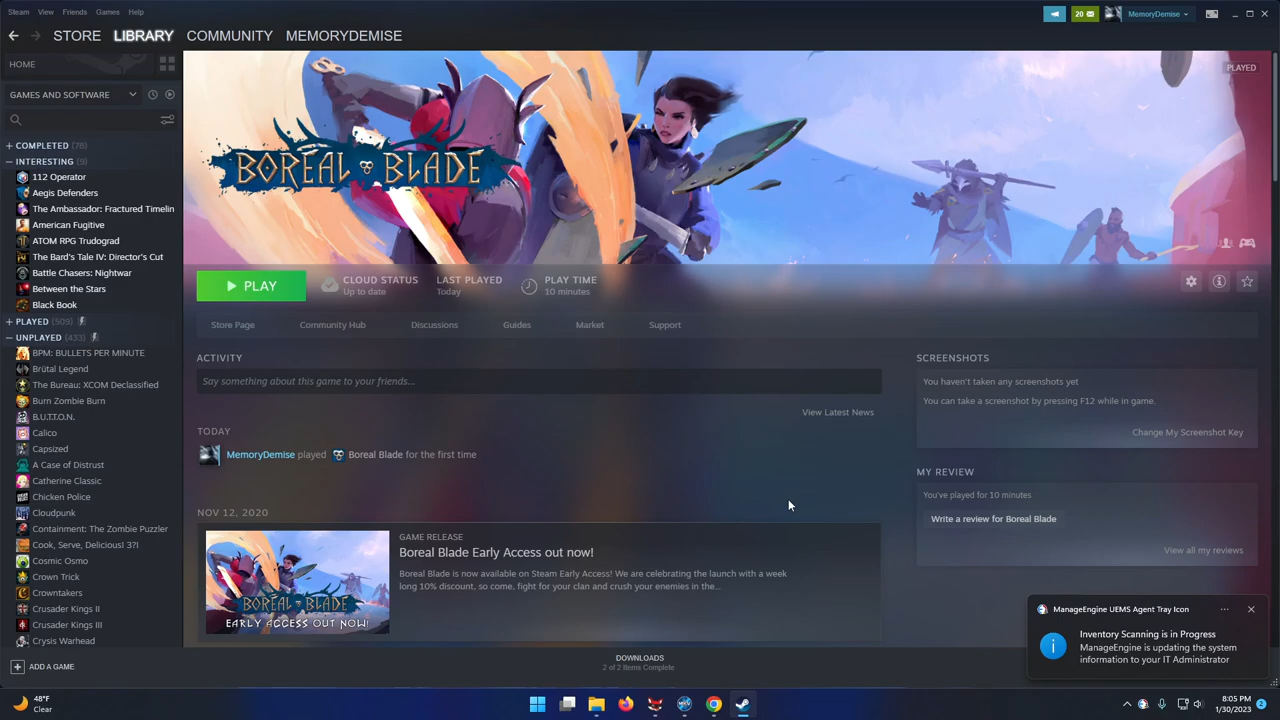 Steam View Friends Games Help
20 MemoryDemise
STORE LIBRARY COMMUNITY MEMORYDEMISE
HOME
GAMES AND SOFTWARE
COMPLETED (78)
INTERESTING (9)
112 Operator
Aegis Defenders
The Ambassador: Fractured Timelin
American Fugitive
ATOM RPG Trudograd
The Bard's Tale IV: Director's Cut
Battle Chasers: Nightwar
Between the Stars
Black Book
PLAYED (509)
UNPLAYED (433)
BPM: BULLETS PER MINUTE
Brütal Legend
The Bureau: XCOM Declassified
Burn Zombie Burn
B.U.T.T.O.N.
Calico
Capsized
A Case of Distrust
Catherine Classic
Chicken Police
Cloudpunk
Containment: The Zombie Puzzler
Cook, Serve, Delicious! 3?!
Cosmic Osmo
Crown Trick
Crowntakers
Crusader Kings II
Crusader Kings III
Crysis Warhead
ADD A GAME
PLAYED
BOREAL BLADE
PLAY
CLOUD STATUS
Up to date
LAST PLAYED
Today
PLAY TIME
10 minutes
Store Page Community Hub Discussions Guides Market Support
ACTIVITY
Say something about this game to your friends...
View Latest News
TODAY
MemoryDemise played Boreal Blade for the first time
NOV 12, 2020
BOREAL BLADE
EARLY ACCESS OUT NOW!
GAME RELEASE
Boreal Blade Early Access out now!
Boreal Blade is now available on Steam Early Access! We are celebrating the launch with a week
long 10% discount, so come, fight for your clan and crush your enemies in the...
SCREENSHOTS
You haven't taken any screenshots yet
You can take a screenshot by pressing F12 while in game.
Change My Screenshot Key
MY REVIEW
You've played for 10 minutes
Write a review for Boreal Blade
View all my reviews
ManageEngine UEMS Agent Tray Icon
Inventory Scanning is in Progress
ManageEngine is updating the system
information to your IT Administrator
DOWNLOADS
2 of 2 Items Complete
48°F
Clear
8:05 PM
1/30/2023
2